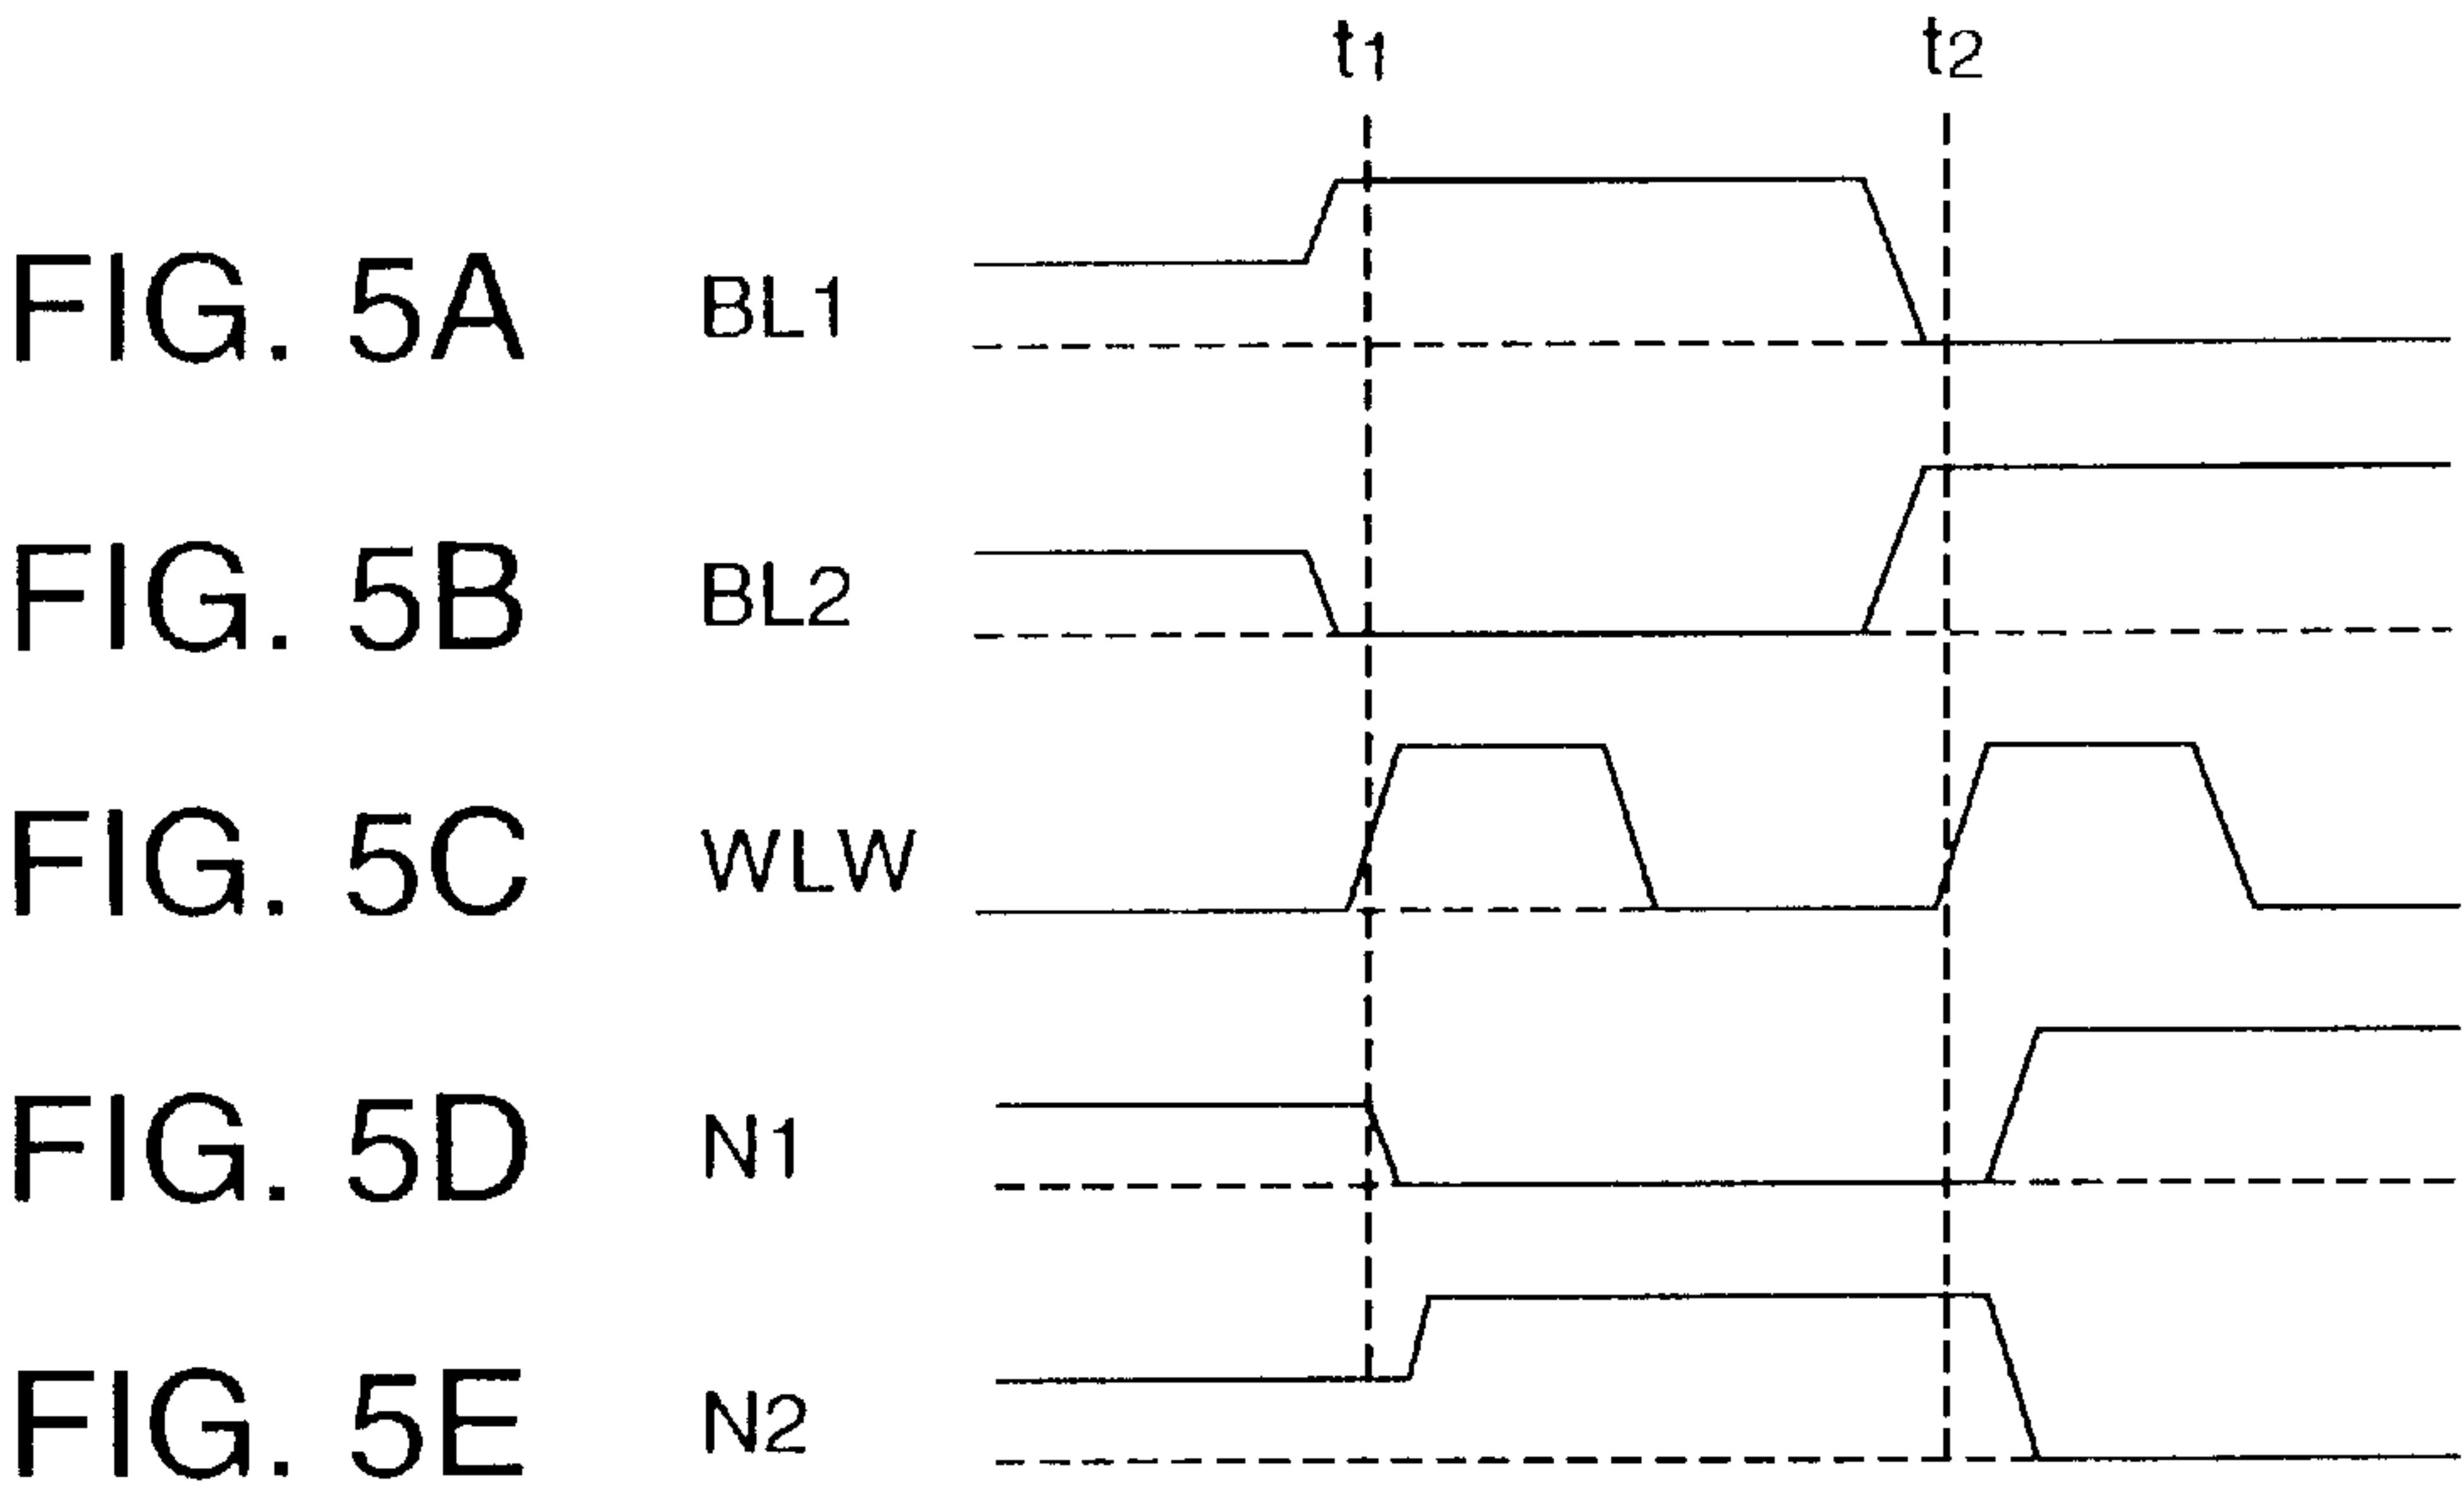 t1 t2
FIG. 5A BL1
FIG. 5B BL2
FIG. 5C WLW
FIG. 5D N1
FIG. 5E N2